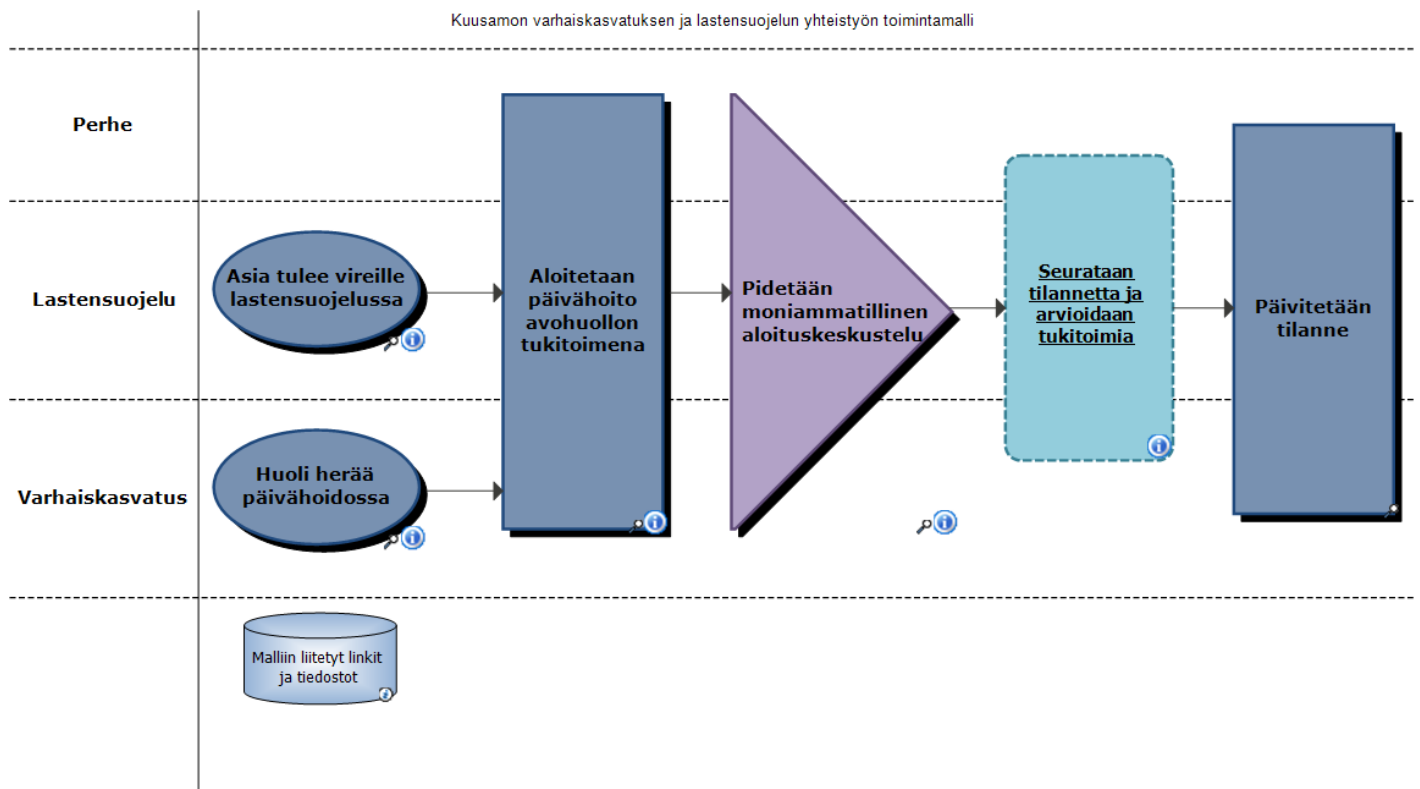 Kuusamon varhaiskasvatuksen ja lastensuojelun yhteistyön toimintamalli
Perhe
Lastensuojelu
Asia tulee vireille
lastensuojelussa
Aloitetaan
päivähoito
avohuollon
tukitoimena
Pidetään
moniammatillinen
aloituskeskustelu
Seurataan
tilannetta ja
arvioidaan
tukitoimia
Päivitetään
tilanne
Varhaiskasvatus
Huoli herää
päivähoidossa
Malliin liitetyt linkit
ja tiedostot